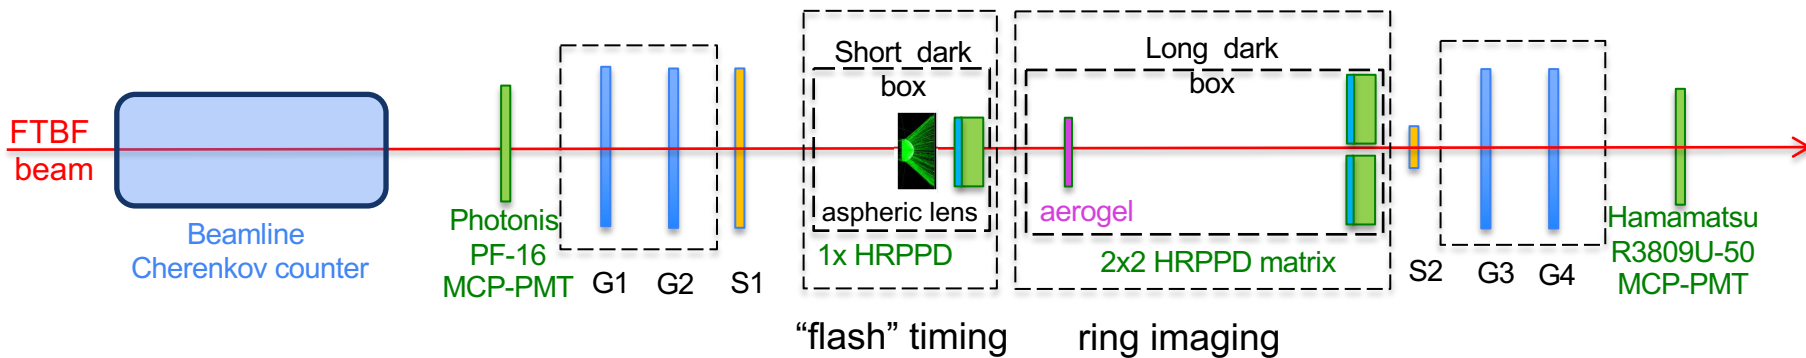 FTBF
beam
Beamline
Cherenkov counter
Photonis
PF-16
MCP-PMT
G1
G2
S1
Short dark
box
aspheric lens
1x HRPPD
"flash" timing
Long dark
box
aerogel
2x2 HRPPD matrix
ring imaging
S2
G3
G4
Hamamatsu
R3809U-50
MCP-PMT